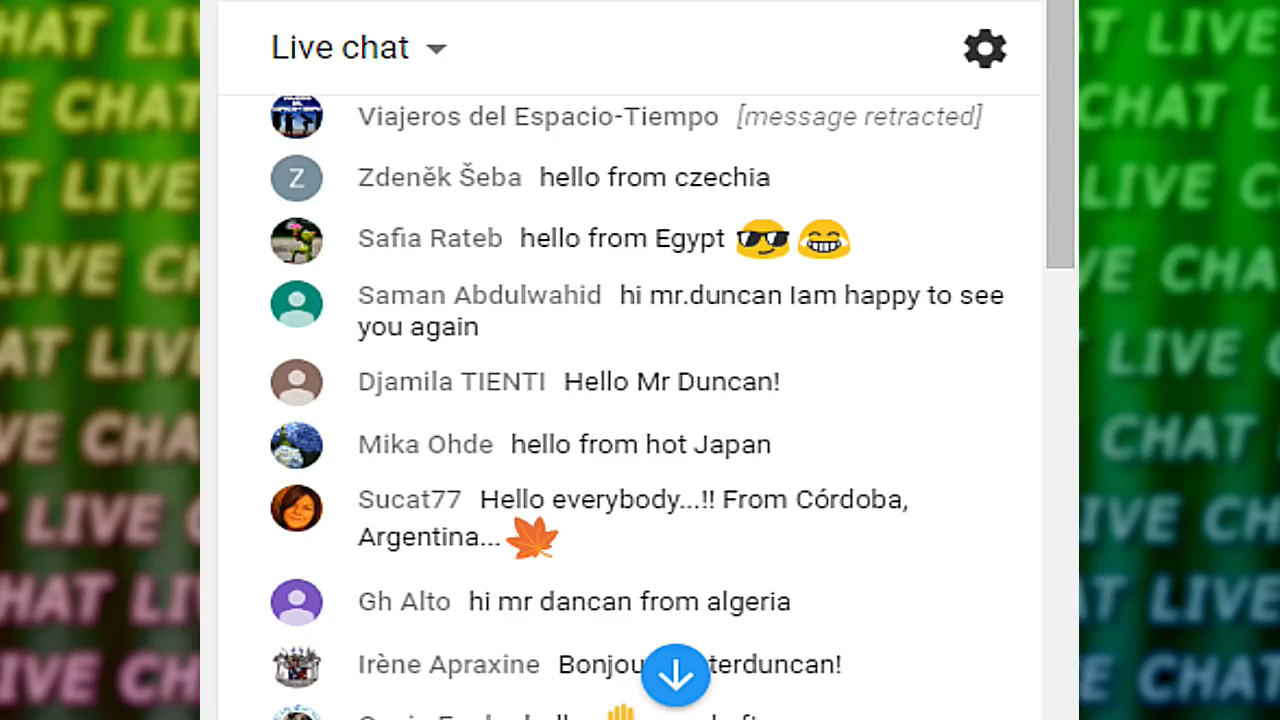 Live chat
Viajeros del Espacio-Tiempo [message retracted]
Z Zdeněk Šeba hello from czechia
Safia Rateb hello from Egypt 😎 😂
Saman Abdulwahid hi mr.duncan Iam happy to see
you again
Djamila TIENTI Hello Mr Duncan!
Mika Ohde hello from hot Japan
Sucat77 Hello everybody...!! From Córdoba,
Argentina... 🍁
Gh Alto hi mr dancan from algeria
Irène Apraxine
LIVE CHAT